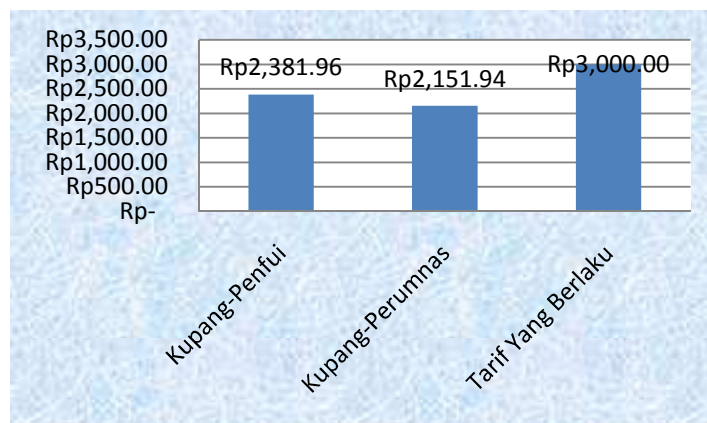 Rp3,500.00
Rp3,000.00
Rp2,500.00
Rp2,000.00
Rp1,500.00
Rp1,000.00
Rp500.00
Rp-
Rp2,381.96
Rp2,151.94
Rp3,000.00
Kupang-Penfui
Kupang-Perumnas
Tarif Yang Berlaku